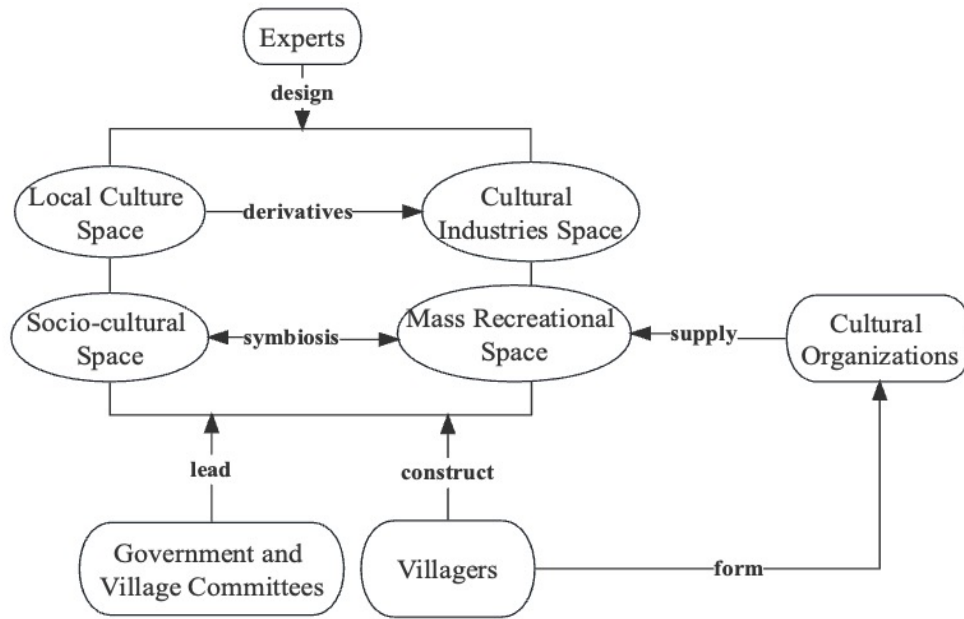 Experts
design
Local Culture
Space
derivatives
Cultural
Industries Space
Socio-cultural
Space
symbiosis
Mass Recreational
Space
supply
Cultural
Organizations
lead
construct
Government and
Village Committees
Villagers
form